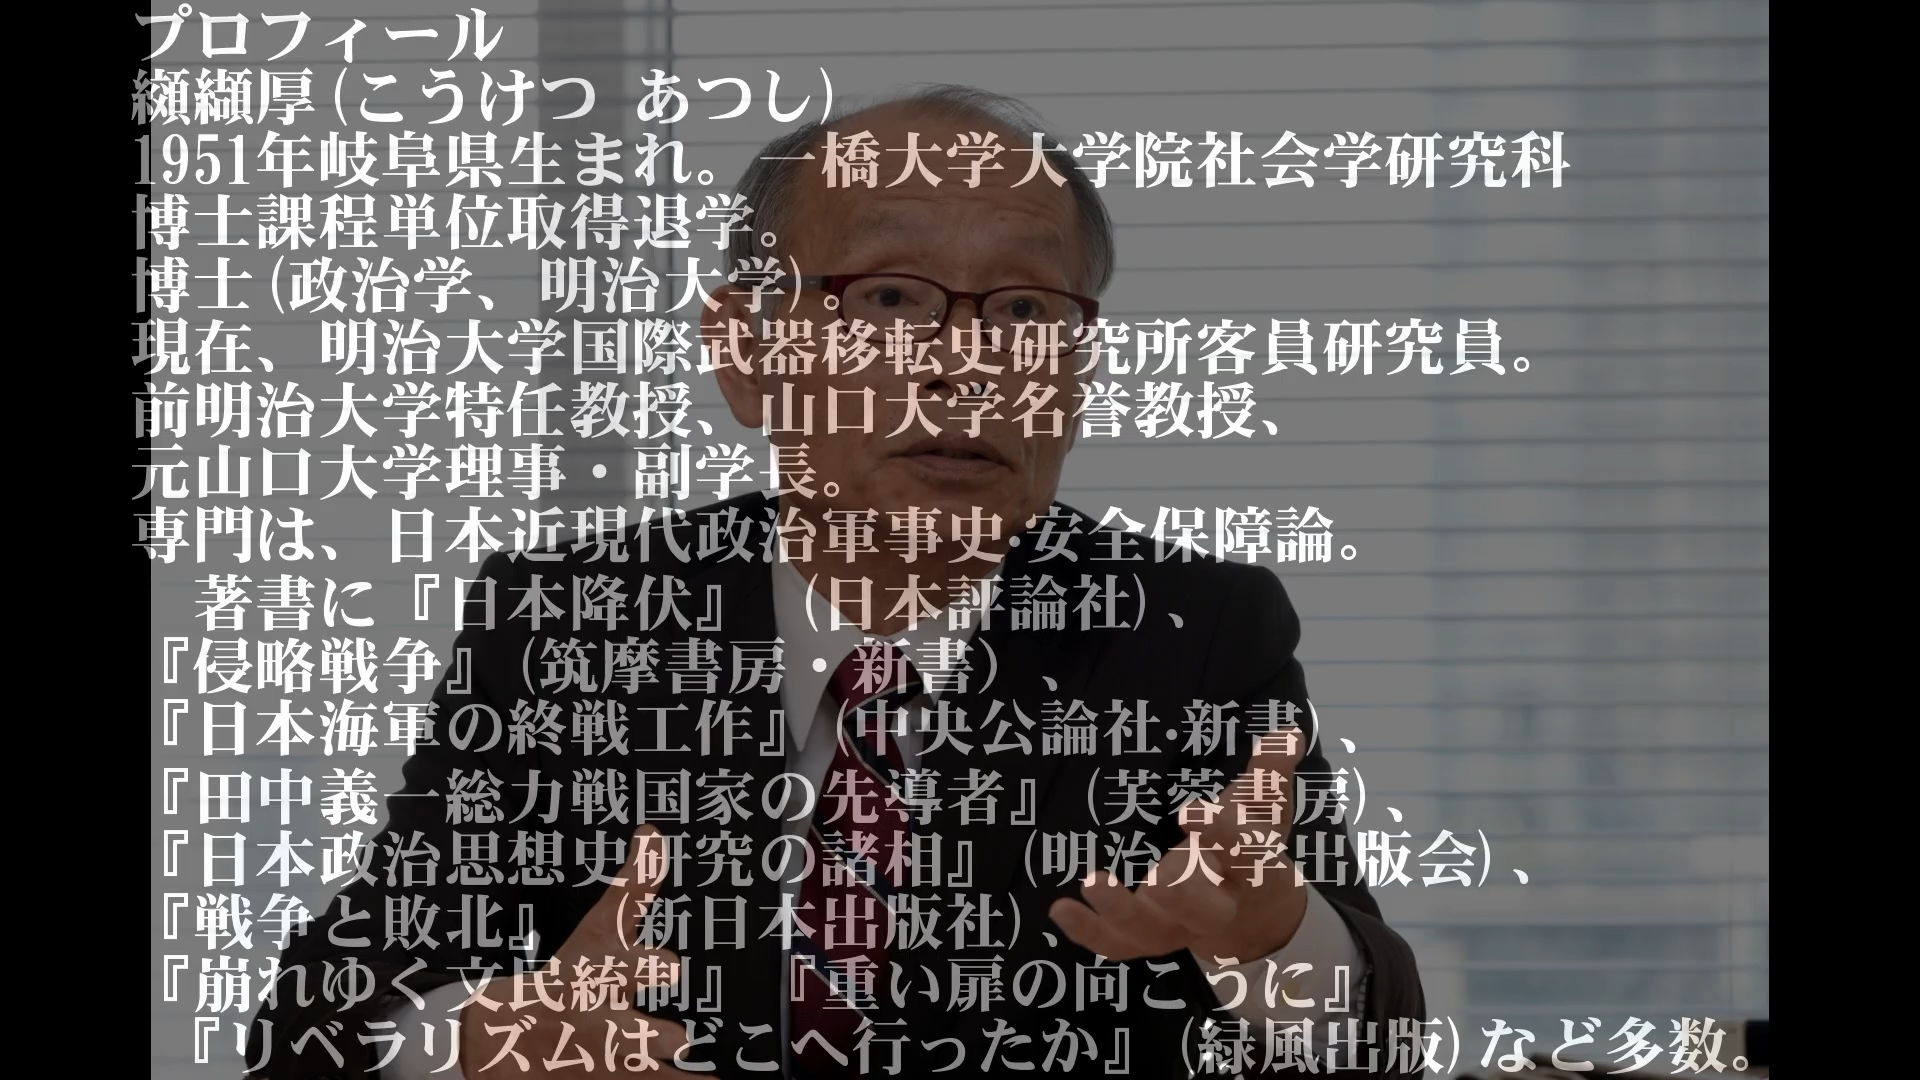 プロフィール
纐纈厚(こうけつ あつし)
1951年岐阜県生まれ。一橋大学大学院社会学研究科
博士課程単位取得退学。
博士(政治学、明治大学)。
現在、明治大学国際武器移転史研究所客員研究員。
前明治大学特任教授、山口大学名誉教授、
元山口大学理事・副学長。
専門は、日本近現代政治軍事史·安全保障論。
著書に『日本降伏』(日本評論社)、
『侵略戦争』(筑摩書房・新書）、
『日本海軍の終戦工作』(中央公論社·新書)、
『田中義一総力戦国家の先導者』(芙蓉書房)、
『日本政治思想史研究の諸相』(明治大学出版会)、
『戦争と敗北』(新日本出版社)、
『崩れゆく文民統制』『重い扉の向こうに』
『リベラリズムはどこへ行ったか』(緑風出版)など多数。